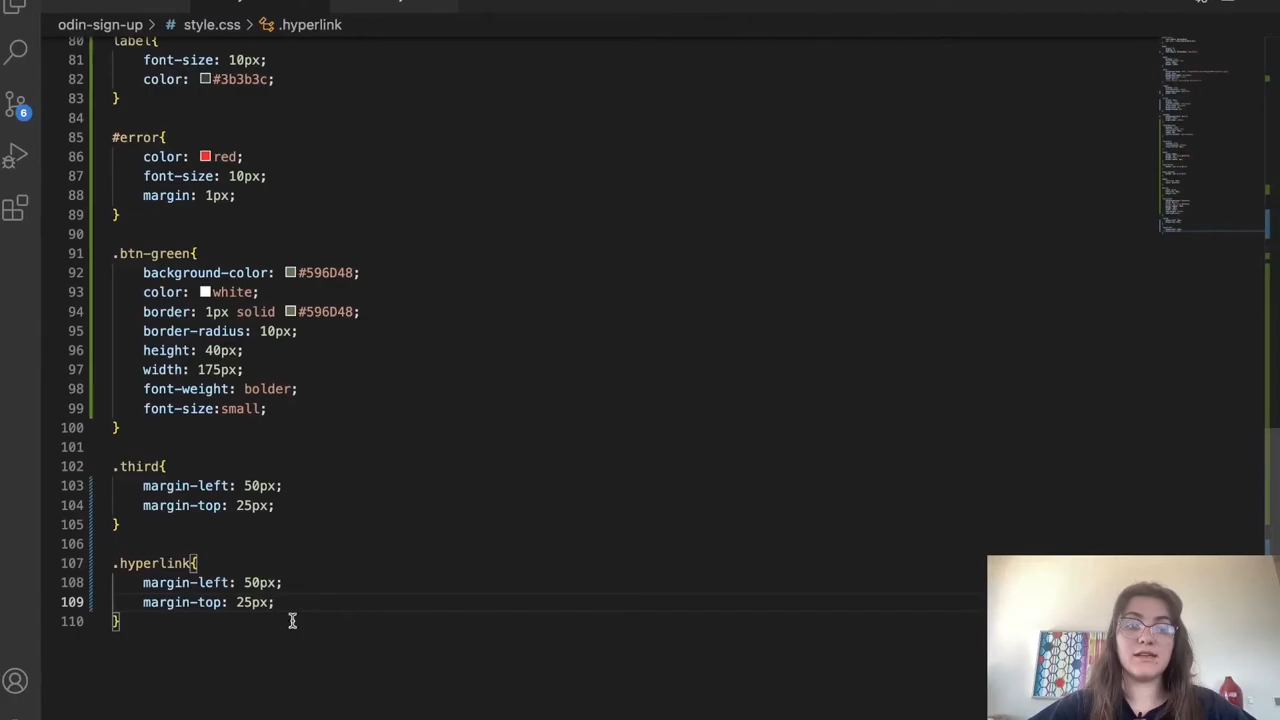 odin-sign-up > # style.css > .hyperlink
80 label{
81 font-size: 10px;
82 color: #3b3b3c;
83 }
84
85 #error{
86 color: red;
87 font-size: 10px;
88 margin: 1px;
89 }
90
91 .btn-green{
92 background-color: #596D48;
93 color: white;
94 border: 1px solid #596D48;
95 border-radius: 10px;
96 height: 40px;
97 width: 175px;
98 font-weight: bolder;
99 font-size:small;
100 }
101
102 .third{
103 margin-left: 50px;
104 margin-top: 25px;
105 }
106
107 .hyperlink{
108 margin-left: 50px;
109 margin-top: 25px;
110 }
6